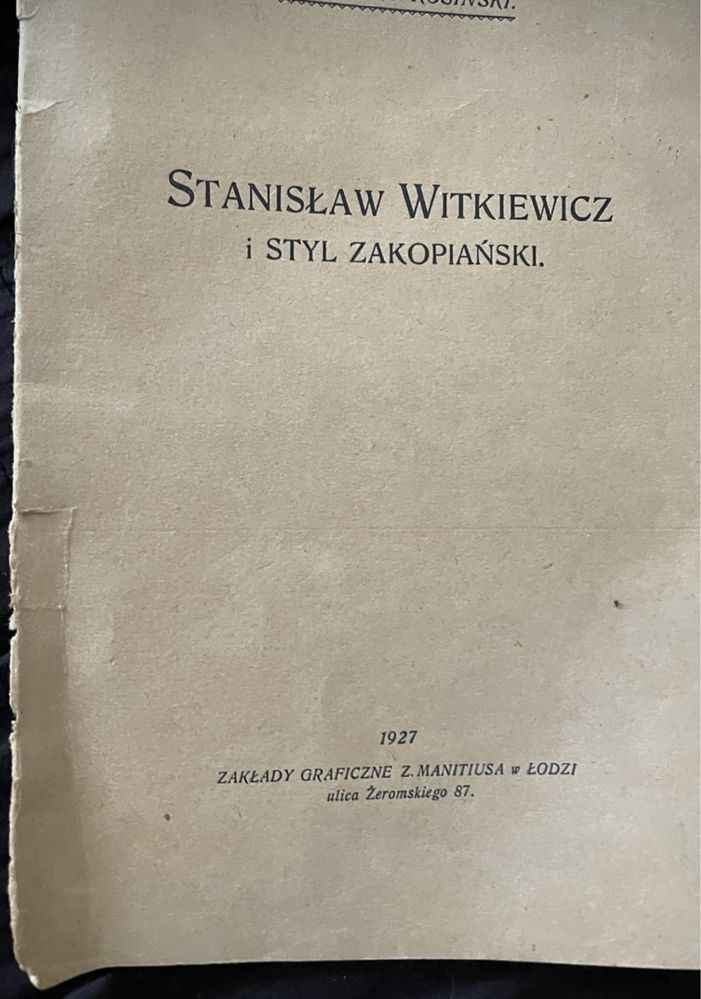 Stanisław Witkiewicz
i STYL ZAKOPIAŃSKI.
1927
ZAKŁADY GRAFICZNE Z. MANITIUSA w ŁODZI
ulica Żeromskiego 87.